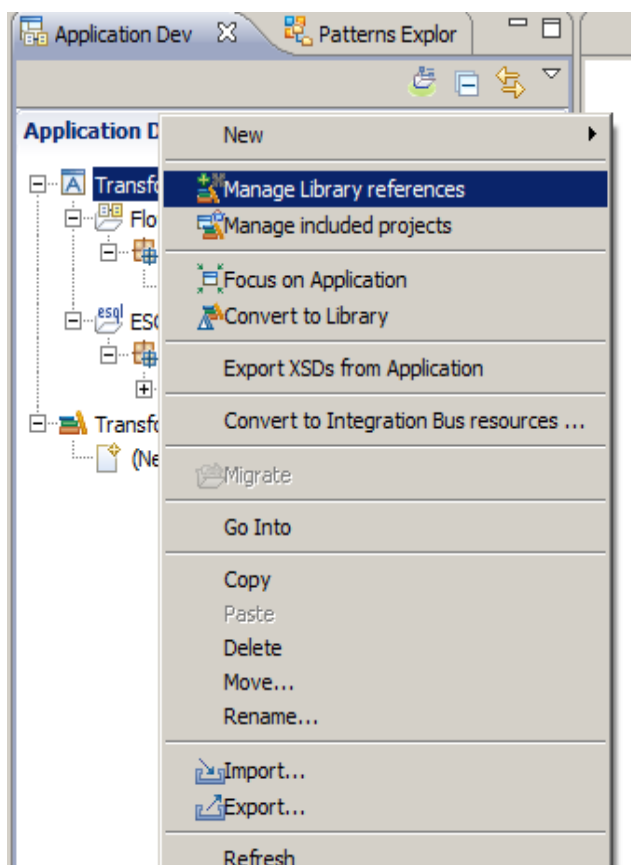 Application Dev
Patterns Explor
Application D
New
Transfo
Manage Library references
Flo
Manage included projects
Focus on Application
esql ES
Convert to Library
Export XSDs from Application
Transfo
Convert to Integration Bus resources ...
(Ne
Migrate
Go Into
Copy
Paste
Delete
Move...
Rename...
Import...
Export...
Refresh